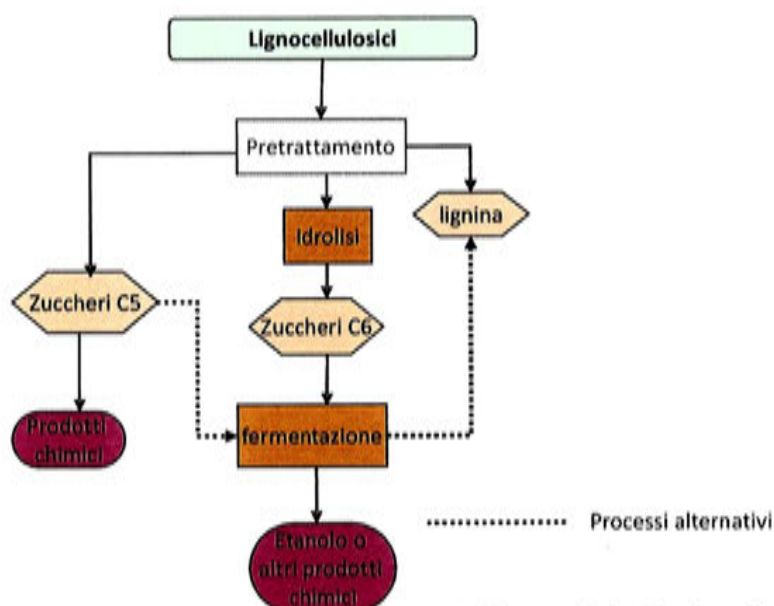 Lignocellulosici
Pretrattamento
lignina
Idrolisi
Zuccheri C5
Zuccheri C6
Prodotti
chimici
fermentazione
Processi alternativi
Etanolo o
altri prodotti
chimici